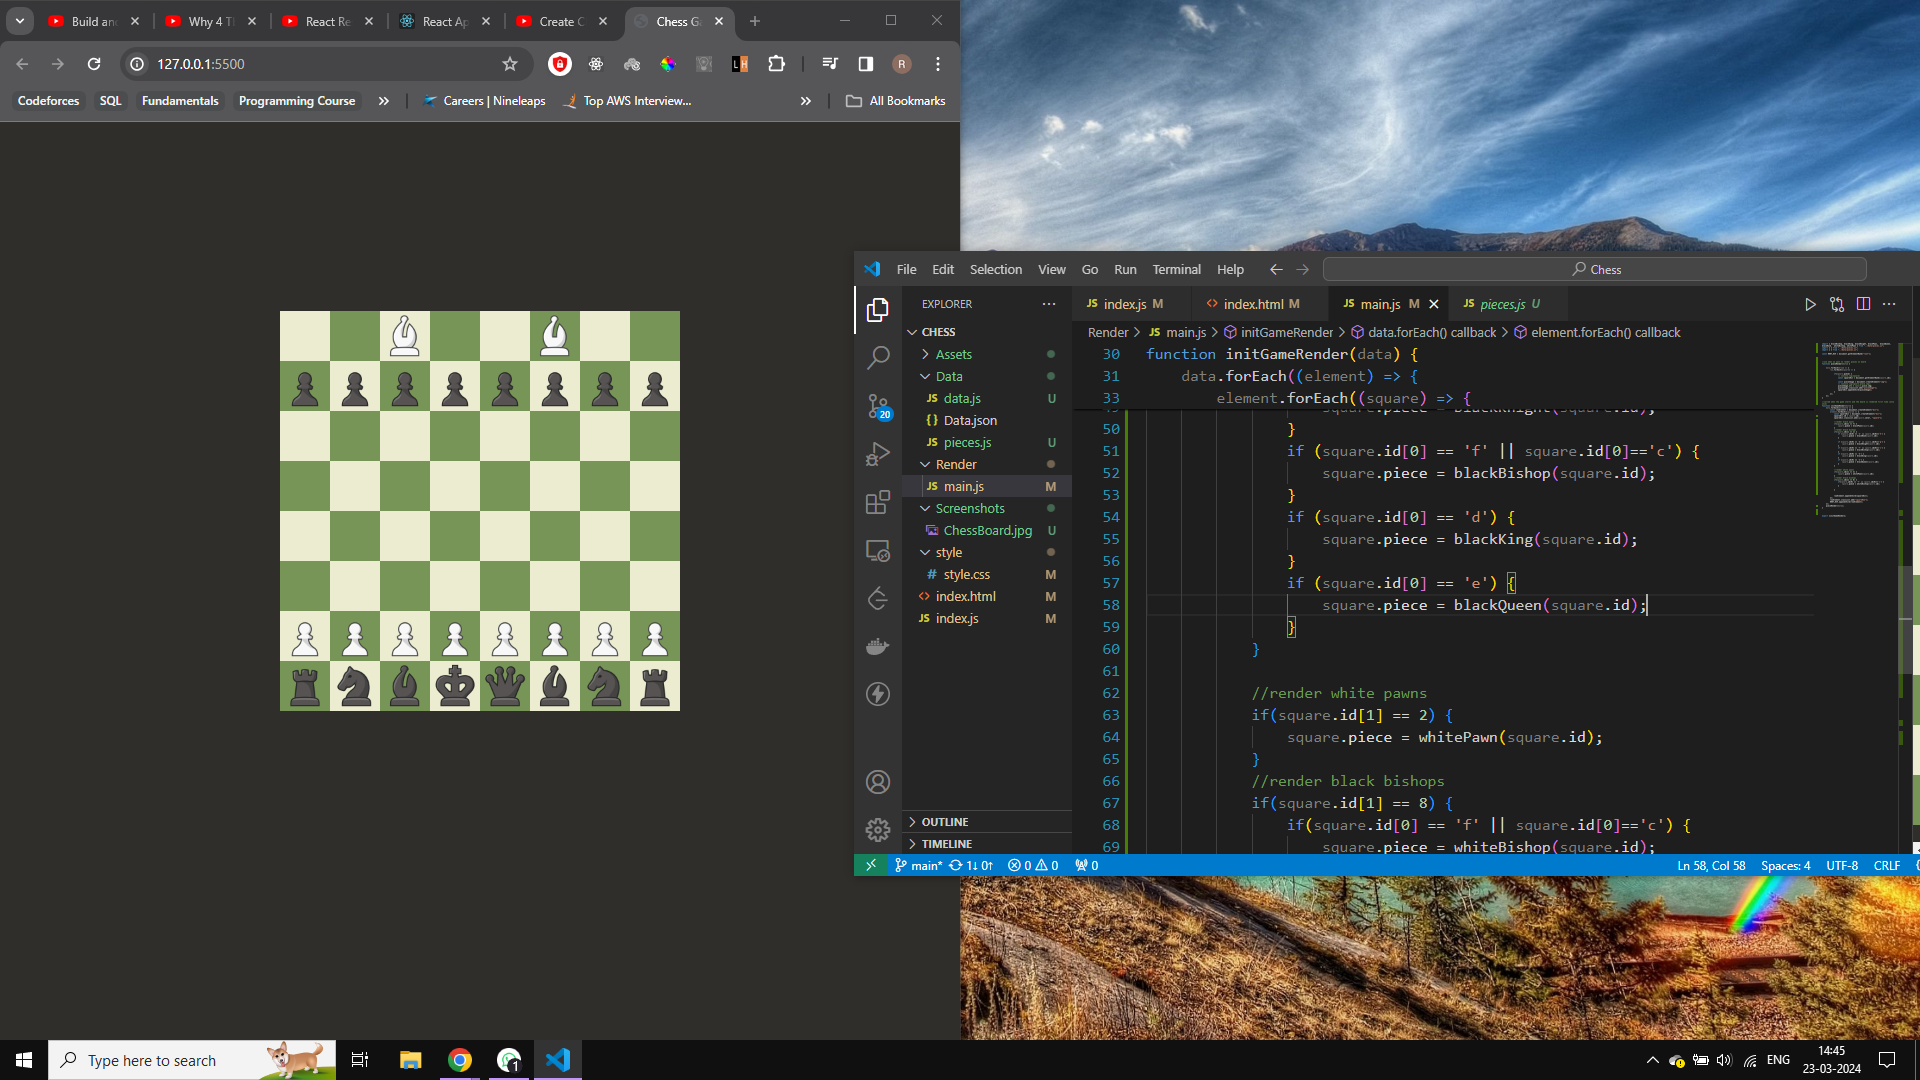 Build and
Why 4 T
React Re
React Ap
Create C
Chess G
127.0.0.1:5500
R
Codeforces
SQL
Fundamentals
Programming Course
Careers | Nineleaps
Top AWS Interview...
All Bookmarks
File Edit Selection View Go Run Terminal Help
Chess
EXPLORER
CHESS
Assets
Data
JS data.js U
{} Data.json
JS pieces.js U
Render
JS main.js M
Screenshots
ChessBoard.jpg U
style
# style.css M
<> index.html M
JS index.js M
OUTLINE
TIMELINE
20
JS index.js M
<> index.html M
JS main.js M
JS pieces.js U
Render > JS main.js > initGameRender > data.forEach() callback > element.forEach() callback
30 function initGameRender(data) {
31 data.forEach((element) => {
33 element.forEach((square) => {
square.piece = blackKnight(square.id);
50 }
51 if (square.id[0] == 'f' || square.id[0]=='c') {
52 square.piece = blackBishop(square.id);
53 }
54 if (square.id[0] == 'd') {
55 square.piece = blackKing(square.id);
56 }
57 if (square.id[0] == 'e') {
58 square.piece = blackQueen(square.id);
59 }
60 }
61
62 //render white pawns
63 if(square.id[1] == 2) {
64 square.piece = whitePawn(square.id);
65 }
66 //render black bishops
67 if(square.id[1] == 8) {
68 if(square.id[0] == 'f' || square.id[0]=='c') {
69 square.piece = whiteBishop(square.id);
main* 1↓ 0↑ 0 0 0
Ln 58, Col 58 Spaces: 4 UTF-8 CRLF
Type here to search
1
ENG
14:45
23-03-2024